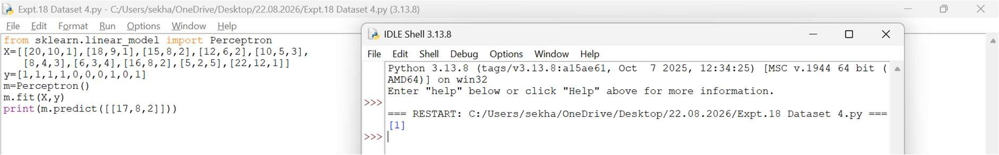 Expt.18 Dataset 4.py - C:/Users/sekha/OneDrive/Desktop/22.08.2026/Expt.18 Dataset 4.py (3.13.8)
File Edit Format Run Options Window Help
from sklearn.linear_model import Perceptron
X=[[20,10,1],[18,9,1],[15,8,2],[12,6,2],[10,5,3],
[8,4,3],[6,3,4],[16,8,2],[5,2,5],[22,12,1]]
y=[1,1,1,1,0,0,0,1,0,1]
m=Perceptron()
m.fit(X,y)
print(m.predict([[17,8,2]]))
IDLE Shell 3.13.8
File Edit Shell Debug Options Window Help
Python 3.13.8 (tags/v3.13.8:a15ae61, Oct  7 2025, 12:34:25) [MSC v.1944 64 bit (
AMD64)] on win32
Enter "help" below or click "Help" above for more information.
>>>
=== RESTART: C:/Users/sekha/OneDrive/Desktop/22.08.2026/Expt.18 Dataset 4.py ===
[1]
>>>